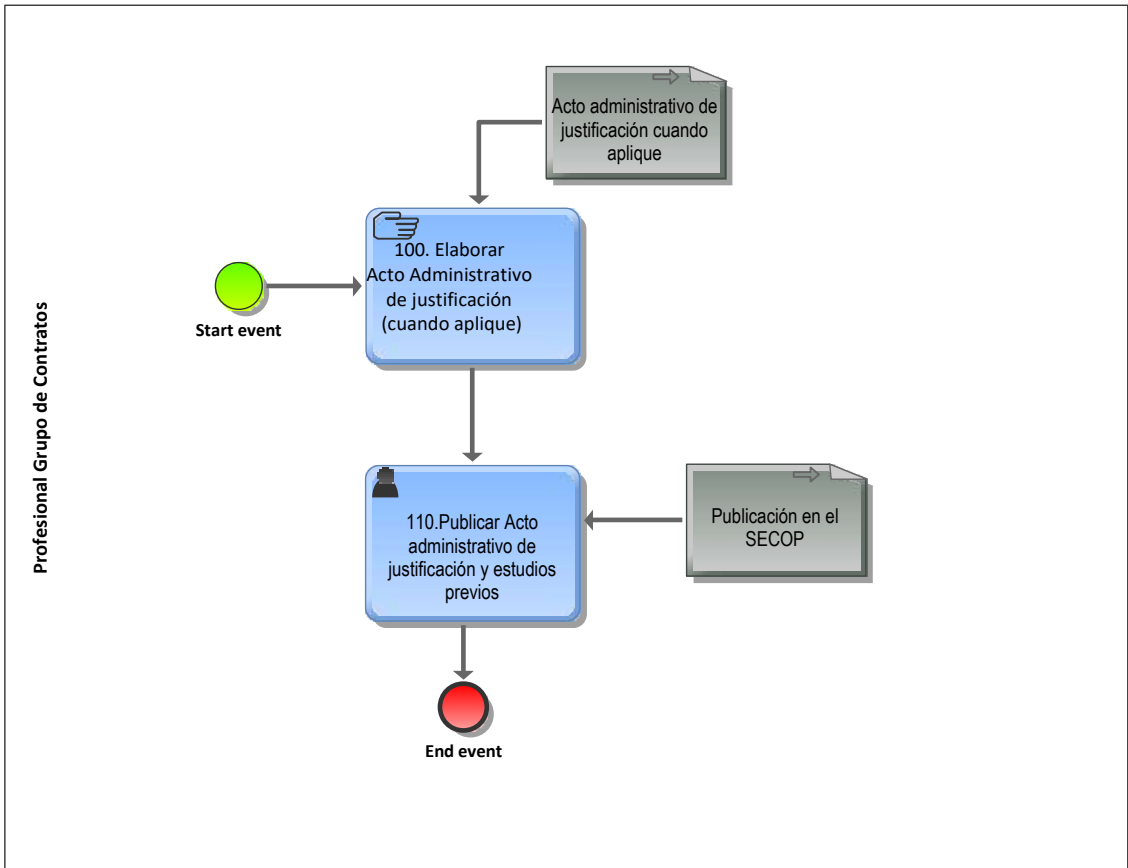 Profesional Grupo de Contratos
Acto administrativo de
justificación cuando
aplique
100. Elaborar
Acto Administrativo
de justificación
(cuando aplique)
Start event
110.Publicar Acto
administrativo de
justificación y estudios
previos
Publicación en el
SECOP
End event